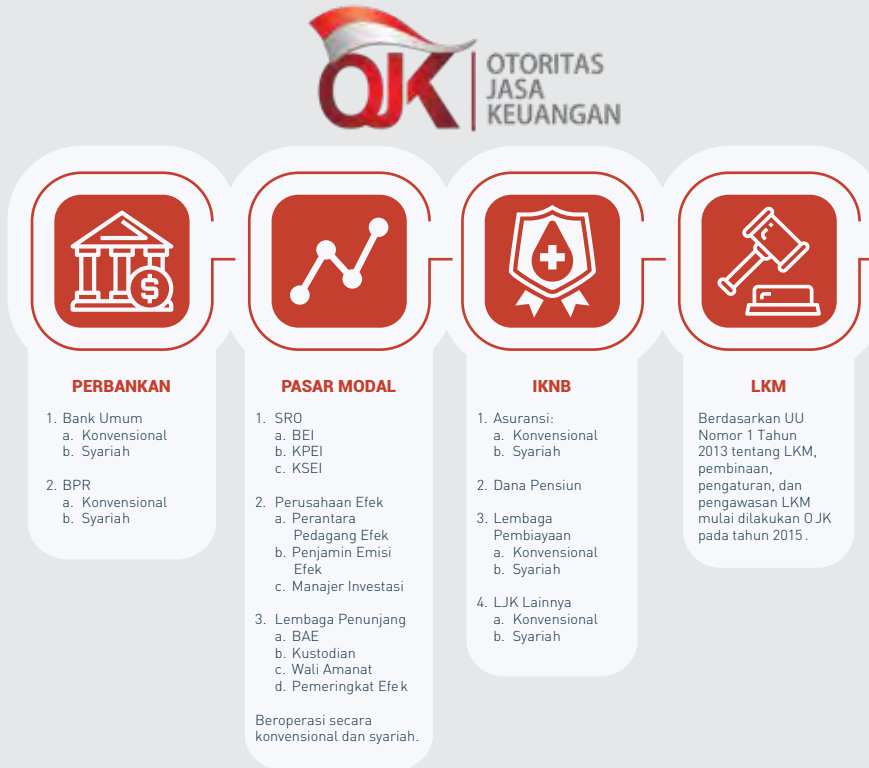 OJK
OTORITAS
JASA
KEUANGAN
$
PERBANKAN
1. Bank Umum
a. Konvensional
b. Syariah
2. BPR
a. Konvensional
b. Syariah
PASAR MODAL
1. SRO
a. BEI
b. KPEI
c. KSEI
2. Perusahaan Efek
a. Perantara
Pedagang Efek
b. Penjamin Emisi
Efek
c. Manajer Investasi
3. Lembaga Penunjang
a. BAE
b. Kustodian
c. Wali Amanat
d. Pemeringkat Efek
Beroperasi secara
konvensional dan syariah.
IKNB
1. Asuransi:
a. Konvensional
b. Syariah
2. Dana Pensiun
3. Lembaga
Pembiayaan
a. Konvensional
b. Syariah
4. LJK Lainnya
a. Konvensional
b. Syariah
LKM
Berdasarkan UU
Nomor 1 Tahun
2013 tentang LKM,
pembinaan,
pengaturan, dan
pengawasan LKM
mulai dilakukan OJK
pada tahun 2015.